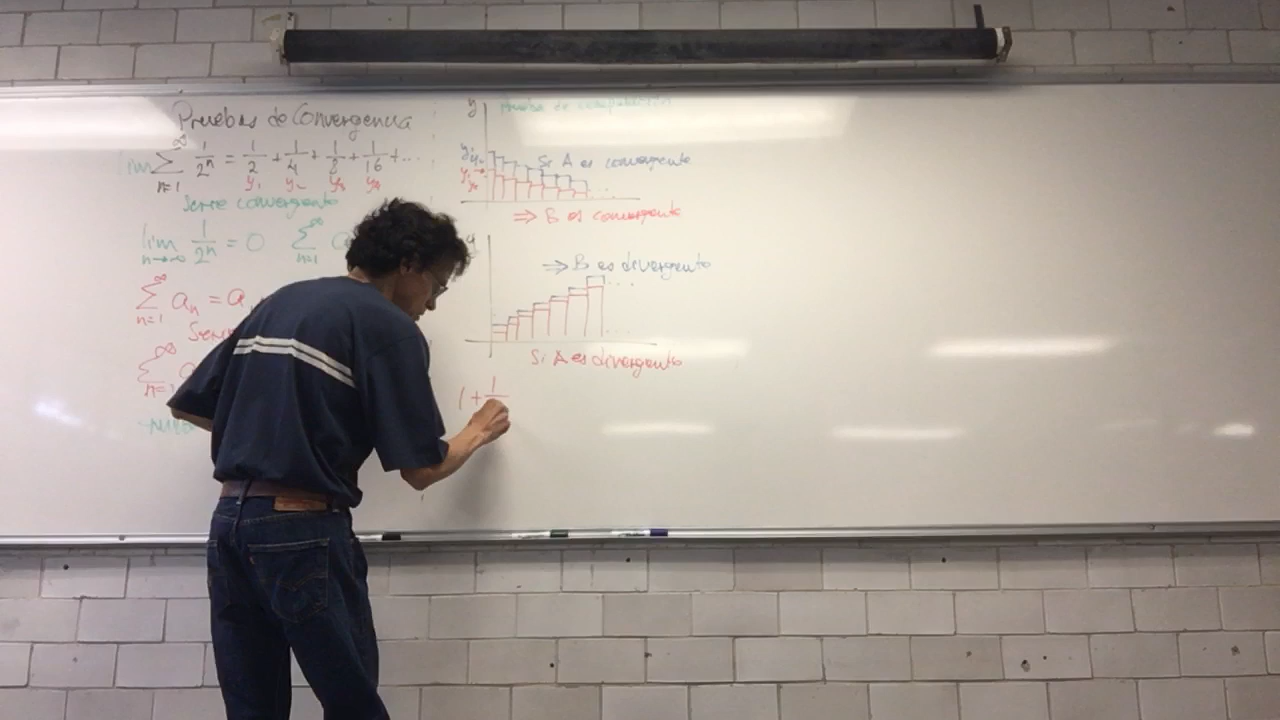 Pruebas de Convergencia
lim ∑ n=1 ∞ 1/2ⁿ = 1/2 + 1/4 + 1/8 + 1/16 + ...
y₁ y₂ y₃ y₄
Serie convergente
lim n→∞ 1/2ⁿ = 0 ∑ n=1 ∞ a
∑ n=1 ∞ aₙ = a
Serie
∑ n=1 ∞ a
y Prueba de comparación
Si A es convergente
⇒ B es convergente
y
⇒ B es divergente
Si A es divergente
1 + 1